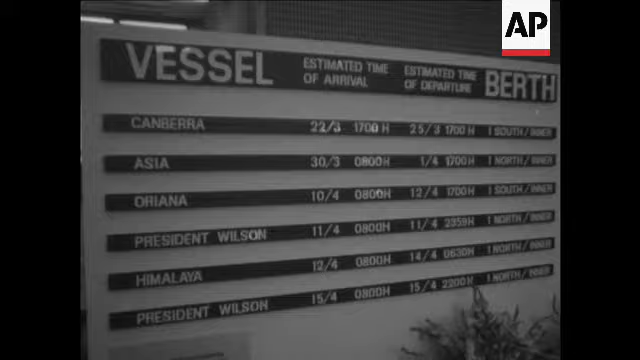 AP
VESSEL ESTIMATED TIME OF ARRIVAL ESTIMATED TIME OF DEPARTURE BERTH
CANBERRA 22/3 1700 H 25/3 1700 H 1 SOUTH / INNER
ASIA 30/3 0800H 1/4 1700 H 1 NORTH / INNER
ORIANA 10/4 0800H 12/4 1700 H 1 SOUTH / INNER
PRESIDENT WILSON 11/4 0800H 11/4 2359H 1 NORTH / INNER
HIMALAYA 12/4 0800H 14/4 0630H 1 NORTH / INNER
PRESIDENT WILSON 15/4 0800H 15/4 2200 H 1 NORTH / INNER